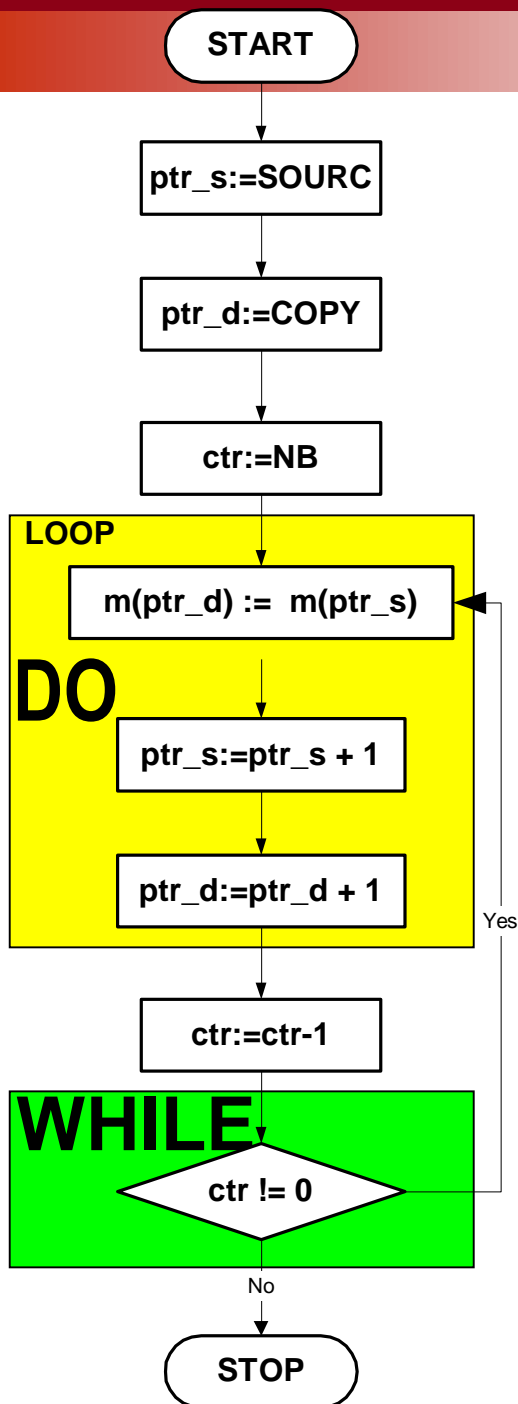 START
ptr_s:=SOURC
ptr_d:=COPY
ctr:=NB
LOOP
m(ptr_d) := m(ptr_s)
DO
ptr_s:=ptr_s + 1
ptr_d:=ptr_d + 1
Yes
ctr:=ctr-1
WHILE
ctr != 0
No
STOP